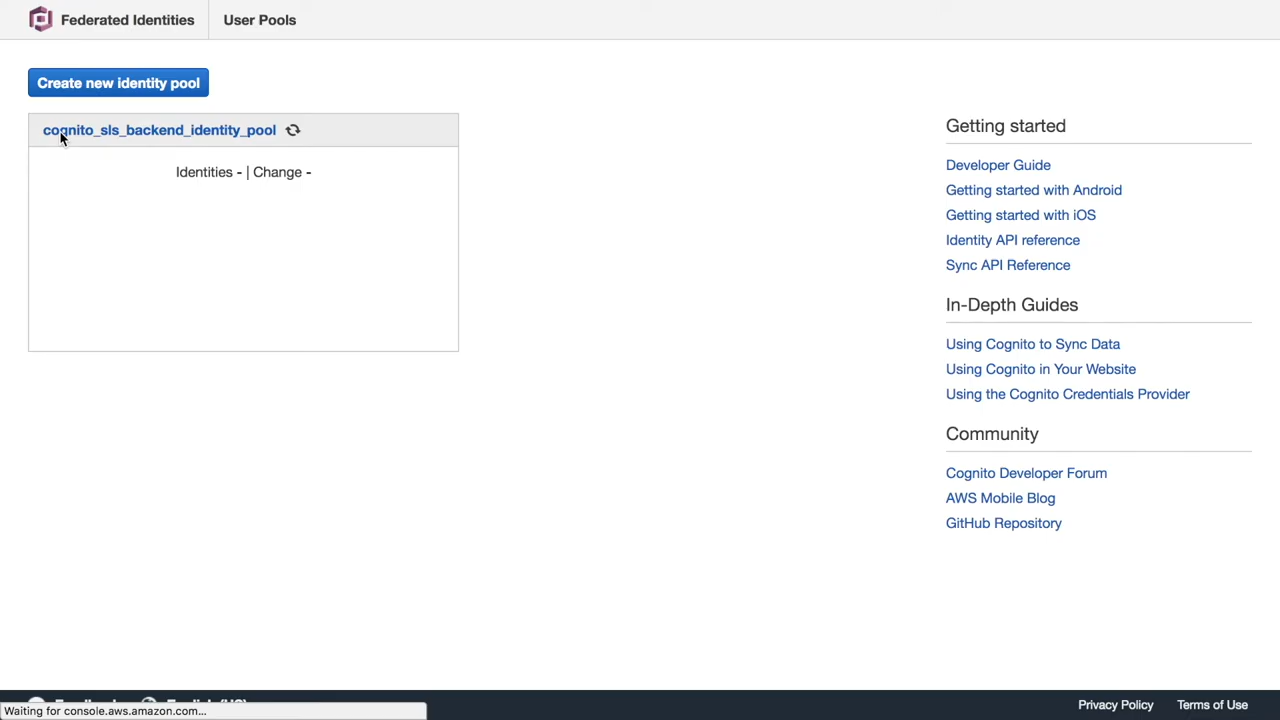 Federated Identities
User Pools
Create new identity pool
cognito_sls_backend_identity_pool
Identities - | Change -
Getting started
Developer Guide
Getting started with Android
Getting started with iOS
Identity API reference
Sync API Reference
In-Depth Guides
Using Cognito to Sync Data
Using Cognito in Your Website
Using the Cognito Credentials Provider
Community
Cognito Developer Forum
AWS Mobile Blog
GitHub Repository
Waiting for console.aws.amazon.com...
Privacy Policy
Terms of Use